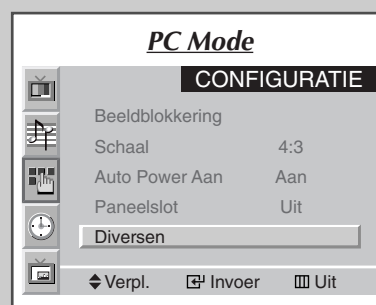 PC Mode
CONFIGURATIE
Beeldblokkering
Schaal 4:3
Auto Power Aan Aan
Paneelslot Uit
Diversen
Verpl. Invoer Uit